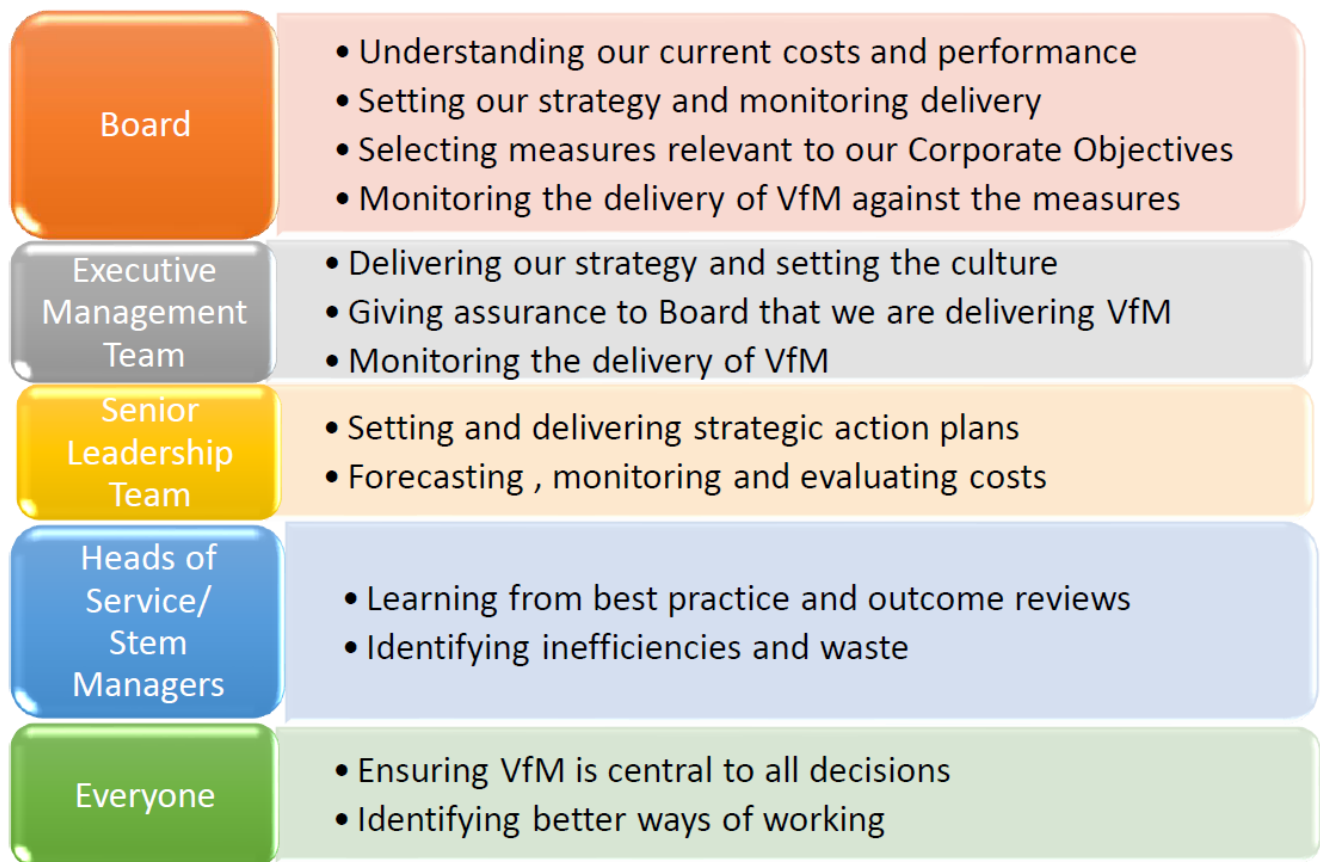 Board
• Understanding our current costs and performance
• Setting our strategy and monitoring delivery
• Selecting measures relevant to our Corporate Objectives
• Monitoring the delivery of VfM against the measures
Executive
Management
Team
• Delivering our strategy and setting the culture
• Giving assurance to Board that we are delivering VfM
• Monitoring the delivery of VfM
Senior
Leadership
Team
• Setting and delivering strategic action plans
• Forecasting , monitoring and evaluating costs
Heads of
Service/
Stem
Managers
• Learning from best practice and outcome reviews
• Identifying inefficiencies and waste
Everyone
• Ensuring VfM is central to all decisions
• Identifying better ways of working